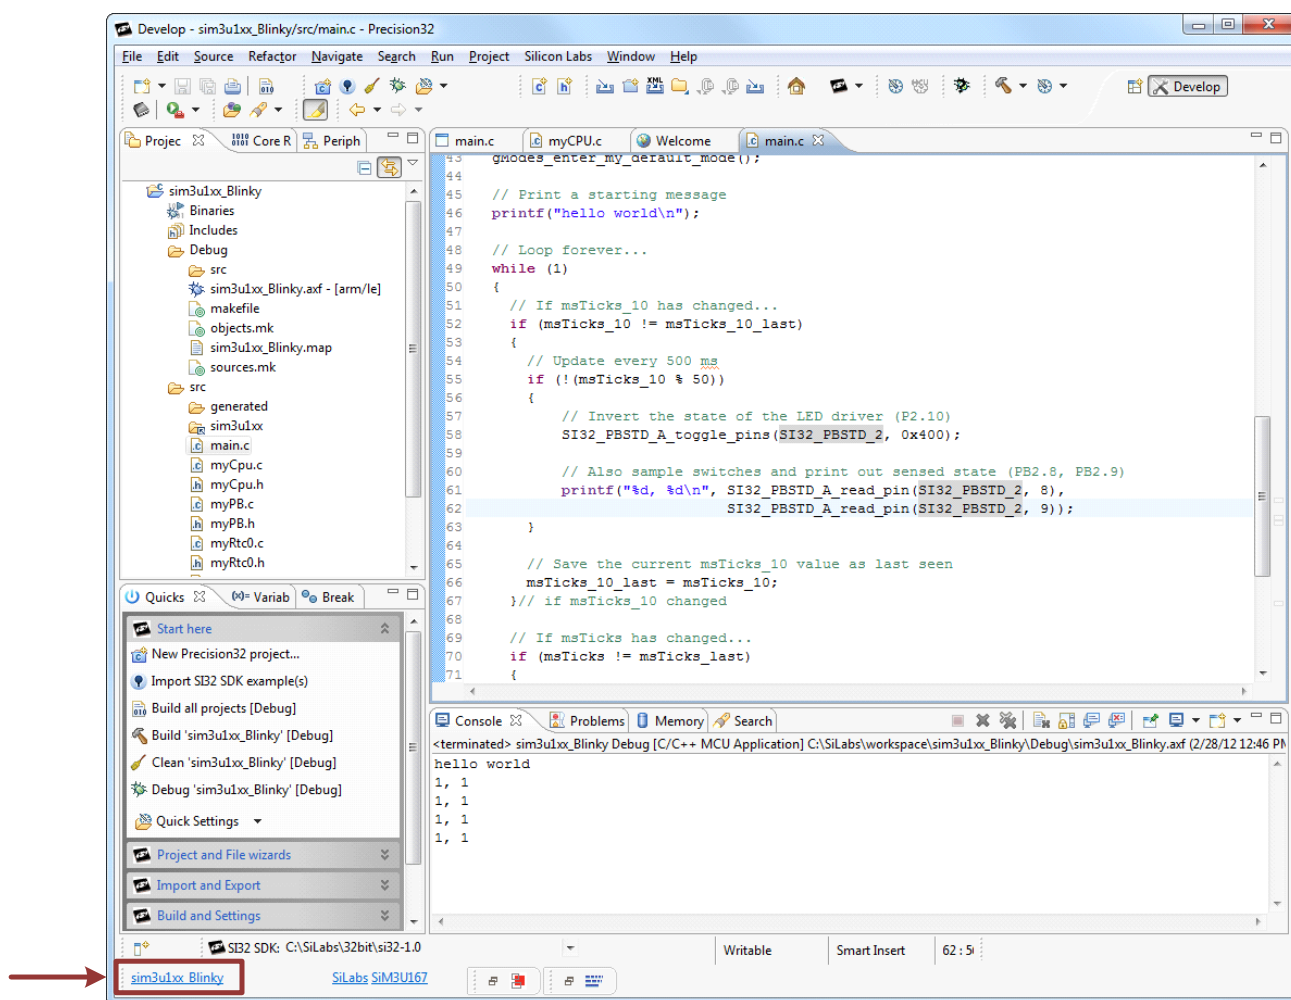 Develop - sim3u1xx_Blinky/src/main.c - Precision32
File Edit Source Refactor Navigate Search Run Project Silicon Labs Window Help
Develop
Projec Core R Periph
sim3u1xx_Blinky
Binaries
Includes
Debug
src
sim3u1xx_Blinky.axf - [arm/le]
makefile
objects.mk
sim3u1xx_Blinky.map
sources.mk
src
generated
sim3u1xx
main.c
myCpu.c
myCpu.h
myPB.c
myPB.h
myRtc0.c
myRtc0.h
main.c myCPU.c Welcome main.c
43 gModes_enter_my_default_mode();
44
45 // Print a starting message
46 printf("hello world\n");
47
48 // Loop forever...
49 while (1)
50 {
51 // If msTicks_10 has changed...
52 if (msTicks_10 != msTicks_10_last)
53 {
54 // Update every 500 ms
55 if (!(msTicks_10 % 50))
56 {
57 // Invert the state of the LED driver (P2.10)
58 SI32_PBSTD_A_toggle_pins(SI32_PBSTD_2, 0x400);
59
60 // Also sample switches and print out sensed state (PB2.8, PB2.9)
61 printf("%d, %d\n", SI32_PBSTD_A_read_pin(SI32_PBSTD_2, 8),
62 SI32_PBSTD_A_read_pin(SI32_PBSTD_2, 9));
63 }
64
65 // Save the current msTicks_10 value as last seen
66 msTicks_10_last = msTicks_10;
67 }// if msTicks_10 changed
68
69 // If msTicks has changed...
70 if (msTicks != msTicks_last)
71 {
Quicks (x)= Variab Break
Start here
New Precision32 project...
Import SI32 SDK example(s)
Build all projects [Debug]
Build 'sim3u1xx_Blinky' [Debug]
Clean 'sim3u1xx_Blinky' [Debug]
Debug 'sim3u1xx_Blinky' [Debug]
Quick Settings
Project and File wizards
Import and Export
Build and Settings
Console Problems Memory Search
<terminated> sim3u1xx_Blinky Debug [C/C++ MCU Application] C:\SiLabs\workspace\sim3u1xx_Blinky\Debug\sim3u1xx_Blinky.axf (2/28/12 12:46 PM
hello world
1, 1
1, 1
1, 1
1, 1
SI32 SDK: C:\SiLabs\32bit\si32-1.0
Writable Smart Insert 62 : 5
sim3u1xx_Blinky SiLabs SiM3U167